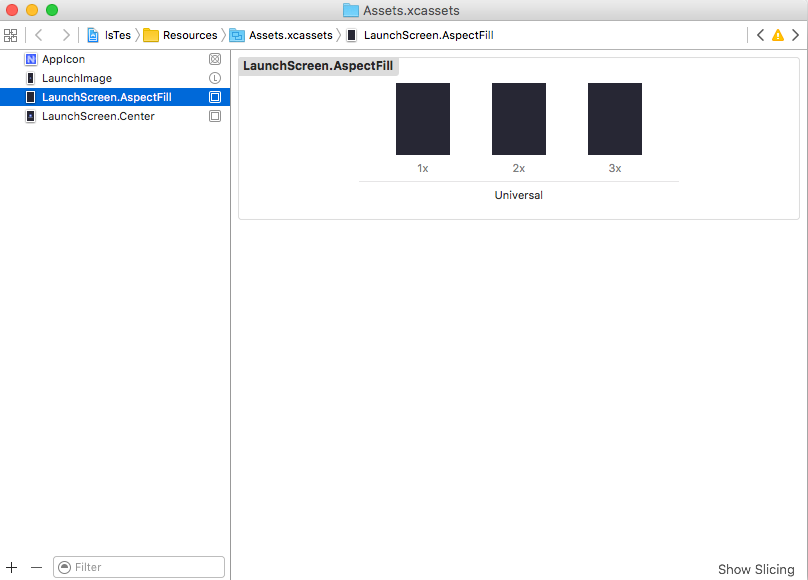 Assets.xcassets
IsTes
Resources
Assets.xcassets
LaunchScreen.AspectFill
AppIcon
LaunchImage
LaunchScreen.AspectFill
LaunchScreen.Center
LaunchScreen.AspectFill
1x 2x 3x
Universal
Filter
Show Slicing